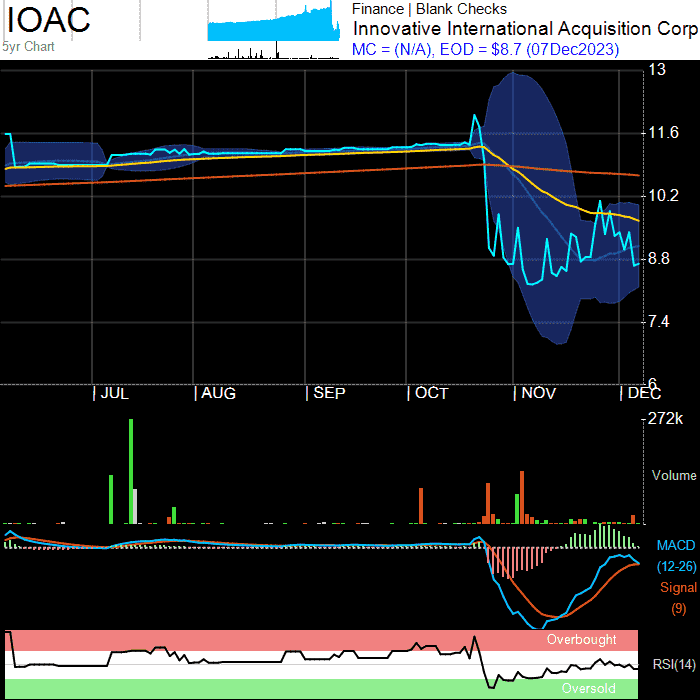 IOAC
5yr Chart
Finance | Blank Checks
Innovative International Acquisition Corp
MC = (N/A), EOD = $8.7 (07Dec2023)
13
11.6
10.2
8.8
7.4
6
JUL AUG SEP OCT NOV DEC
272k
Volume
MACD
(12-26)
Signal
(9)
Overbought
RSI(14)
Oversold